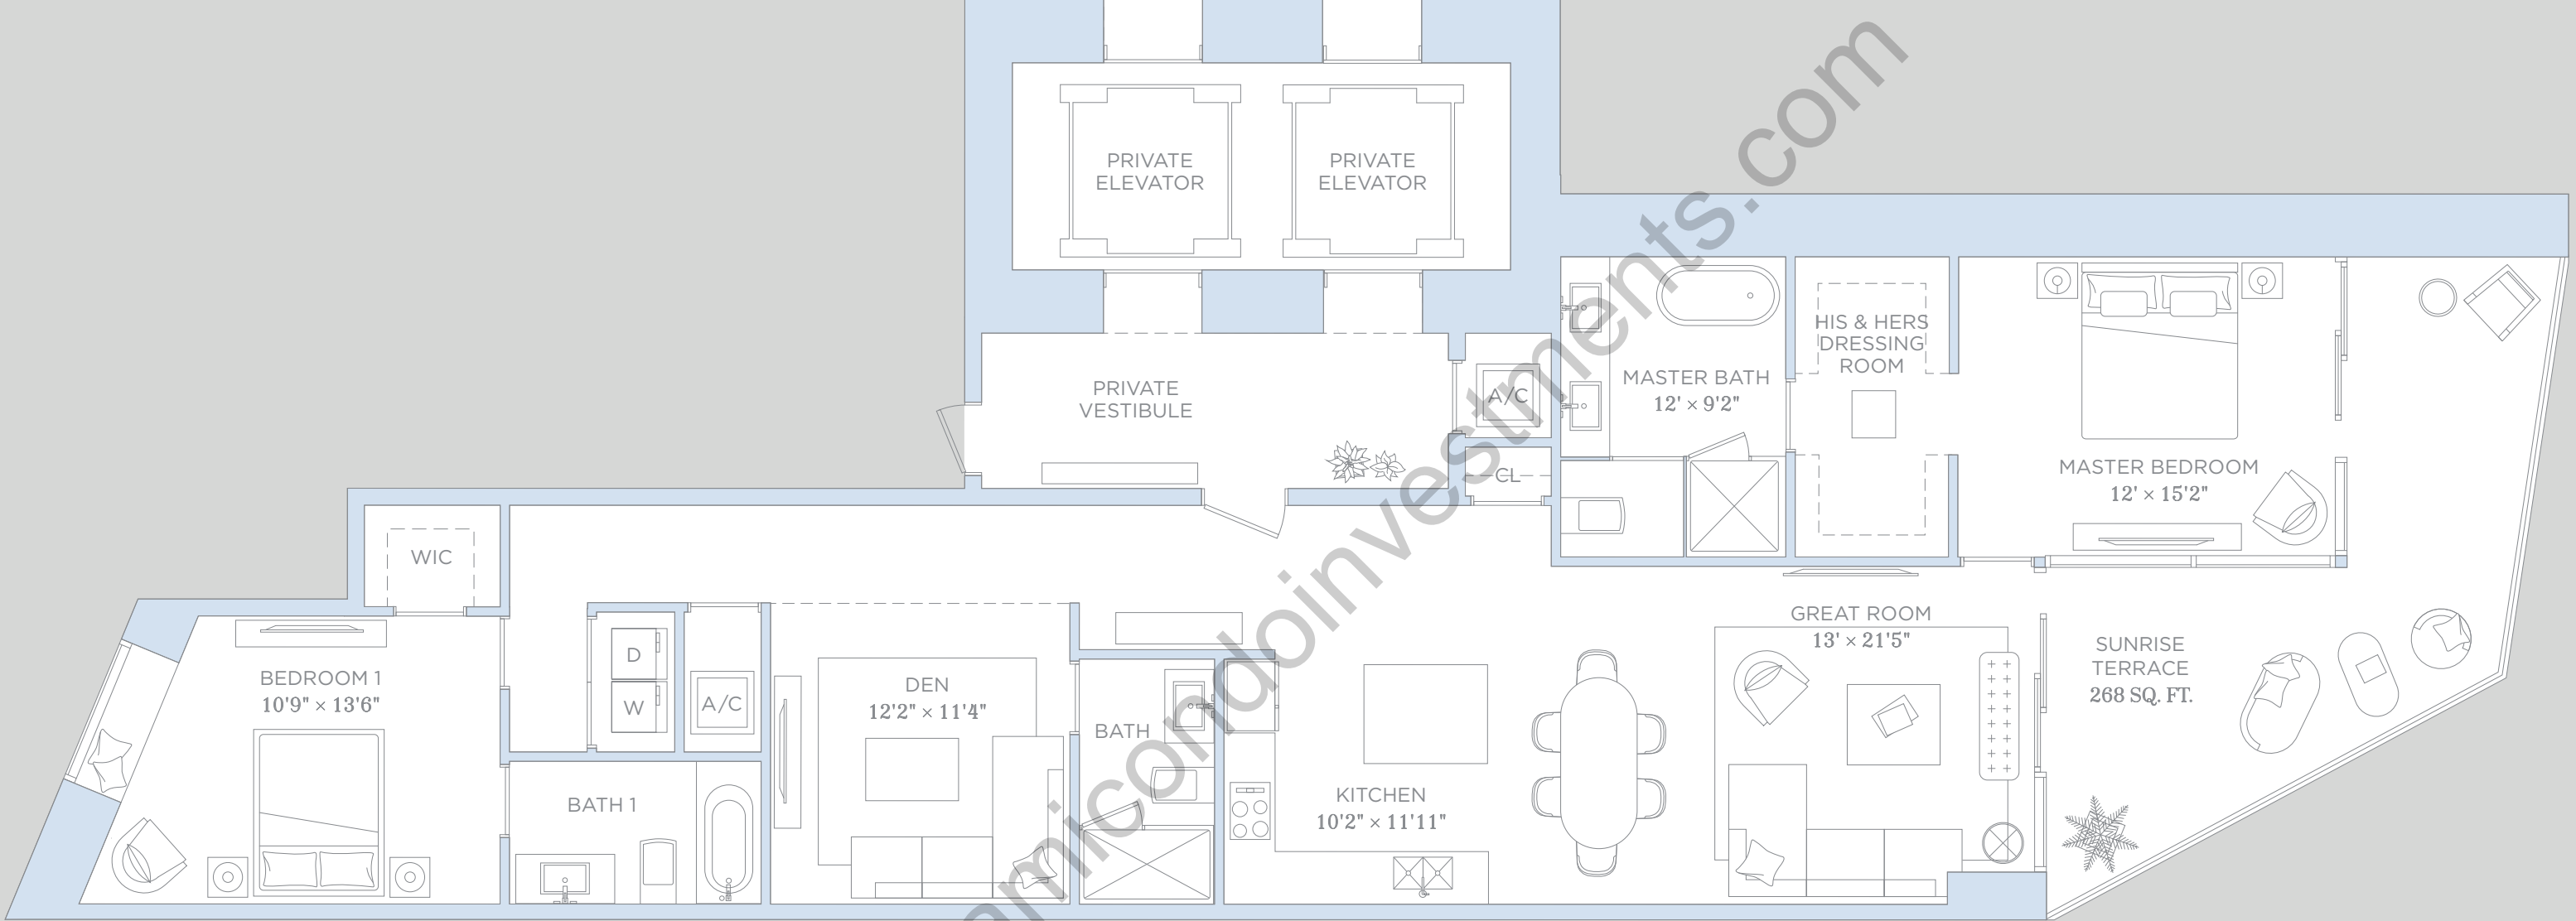 PRIVATE
ELEVATOR
PRIVATE
ELEVATOR
PRIVATE
VESTIBULE
A/C
CL
MASTER BATH
12' × 9'2"
HIS & HERS
DRESSING
ROOM
MASTER BEDROOM
12' × 15'2"
WIC
BEDROOM 1
10'9" × 13'6"
D
W
A/C
BATH 1
DEN
12'2" × 11'4"
BATH
KITCHEN
10'2" × 11'11"
GREAT ROOM
13' × 21'5"
SUNRISE
TERRACE
268 SQ. FT.
amicondoinvestments.com